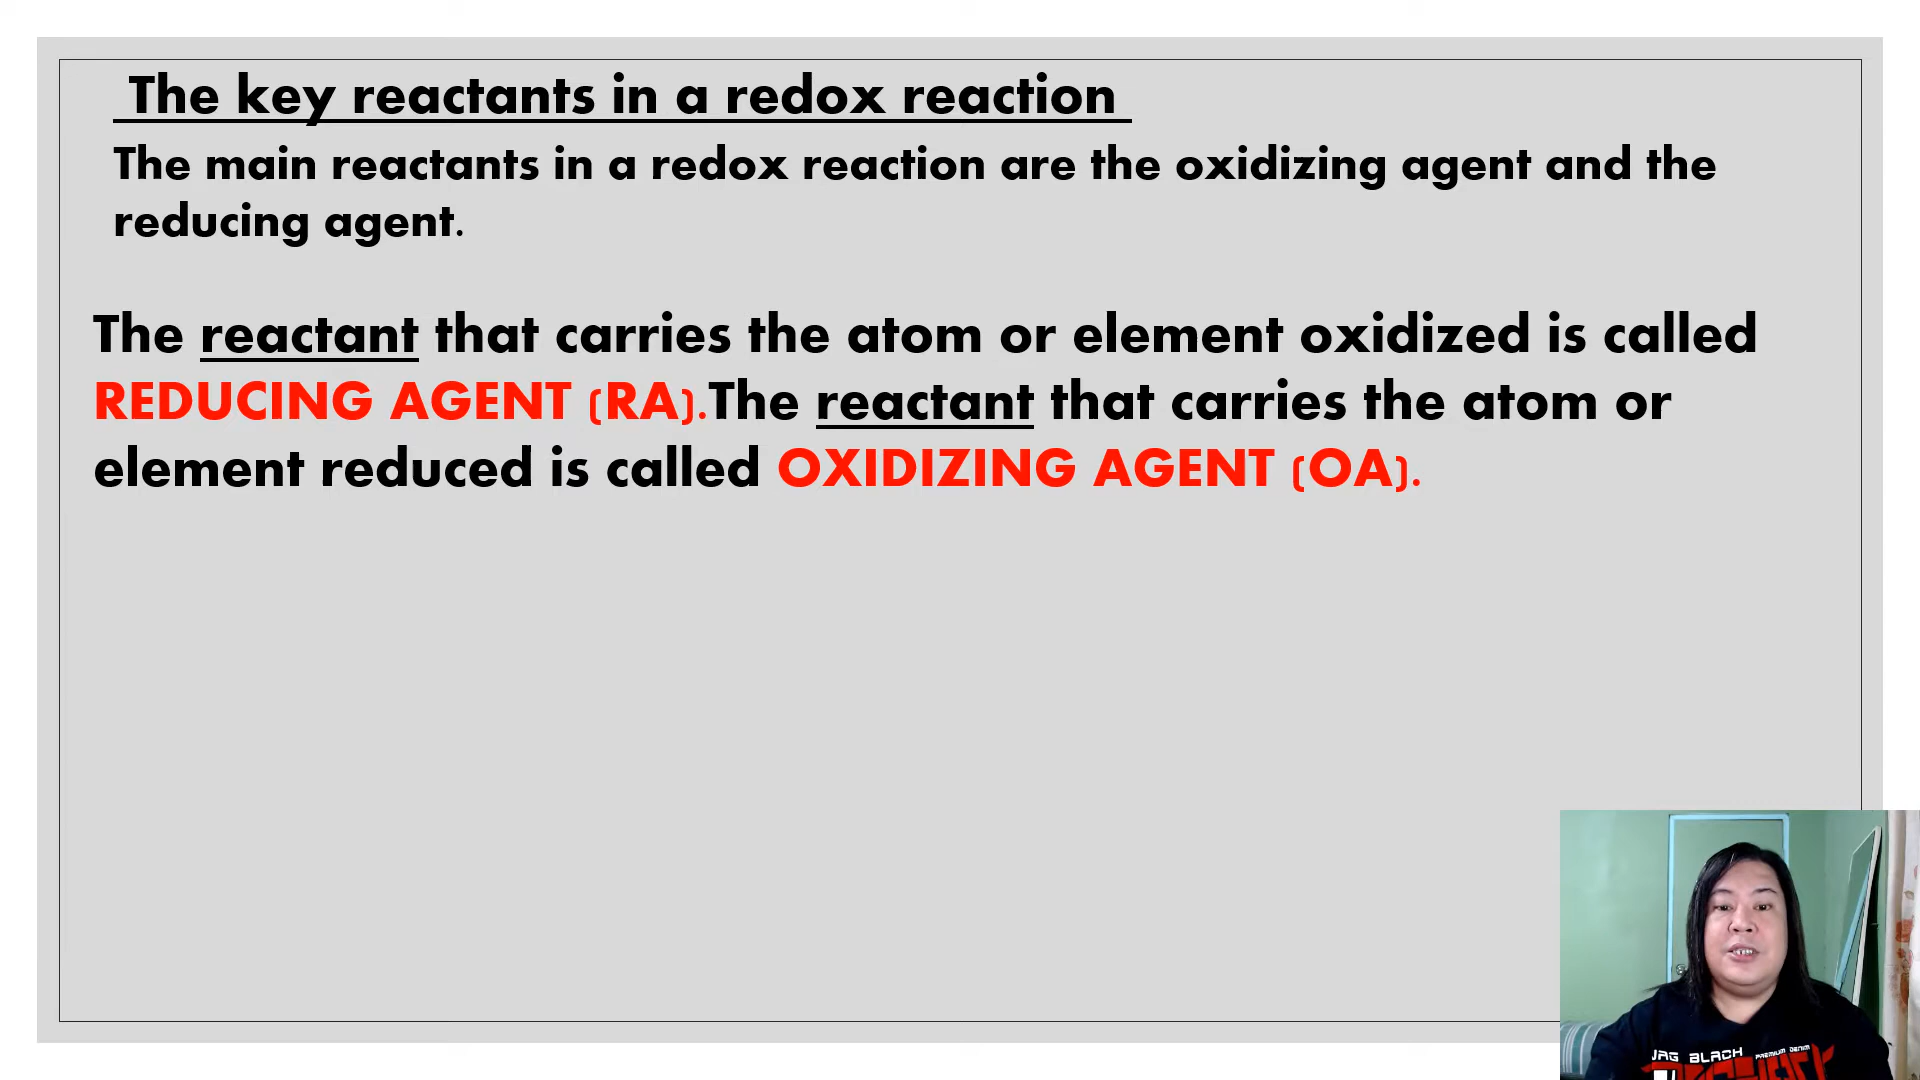 The key reactants in a redox reaction
The main reactants in a redox reaction are the oxidizing agent and the
reducing agent.
The reactant that carries the atom or element oxidized is called
REDUCING AGENT (RA).The reactant that carries the atom or
element reduced is called OXIDIZING AGENT (OA).
JAG BLACK PREMIUM DENIM